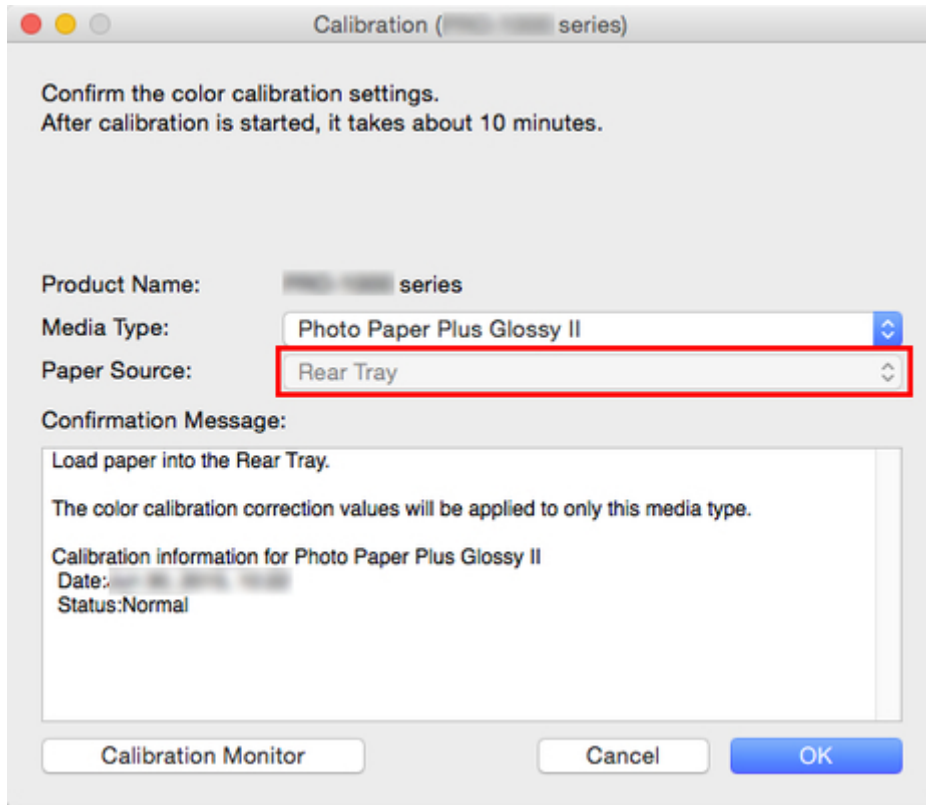 Calibration ( series)
Confirm the color calibration settings.
After calibration is started, it takes about 10 minutes.
Product Name: series
Media Type: Photo Paper Plus Glossy II
Paper Source: Rear Tray
Confirmation Message:
Load paper into the Rear Tray.
The color calibration correction values will be applied to only this media type.
Calibration information for Photo Paper Plus Glossy II
Date:
Status:Normal
Calibration Monitor Cancel OK